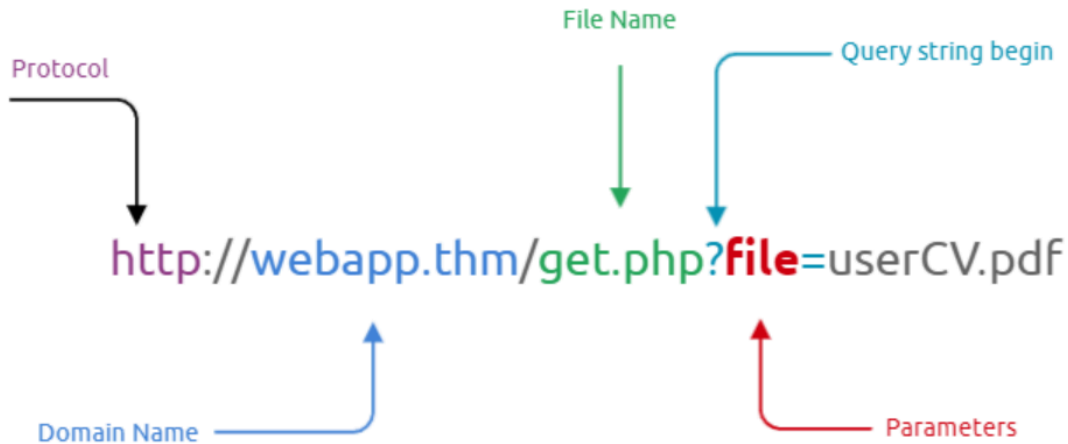 File Name
Query string begin
Protocol
http://webapp.thm/get.php?file=userCV.pdf
Domain Name
Parameters